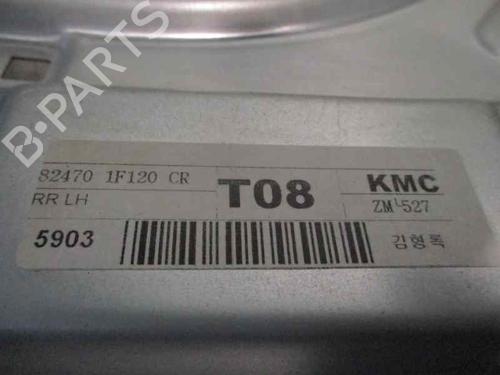 B-PARTS
82470 1F120 CR
RR LH
T08
KMC
ZM 527
5903
김형록